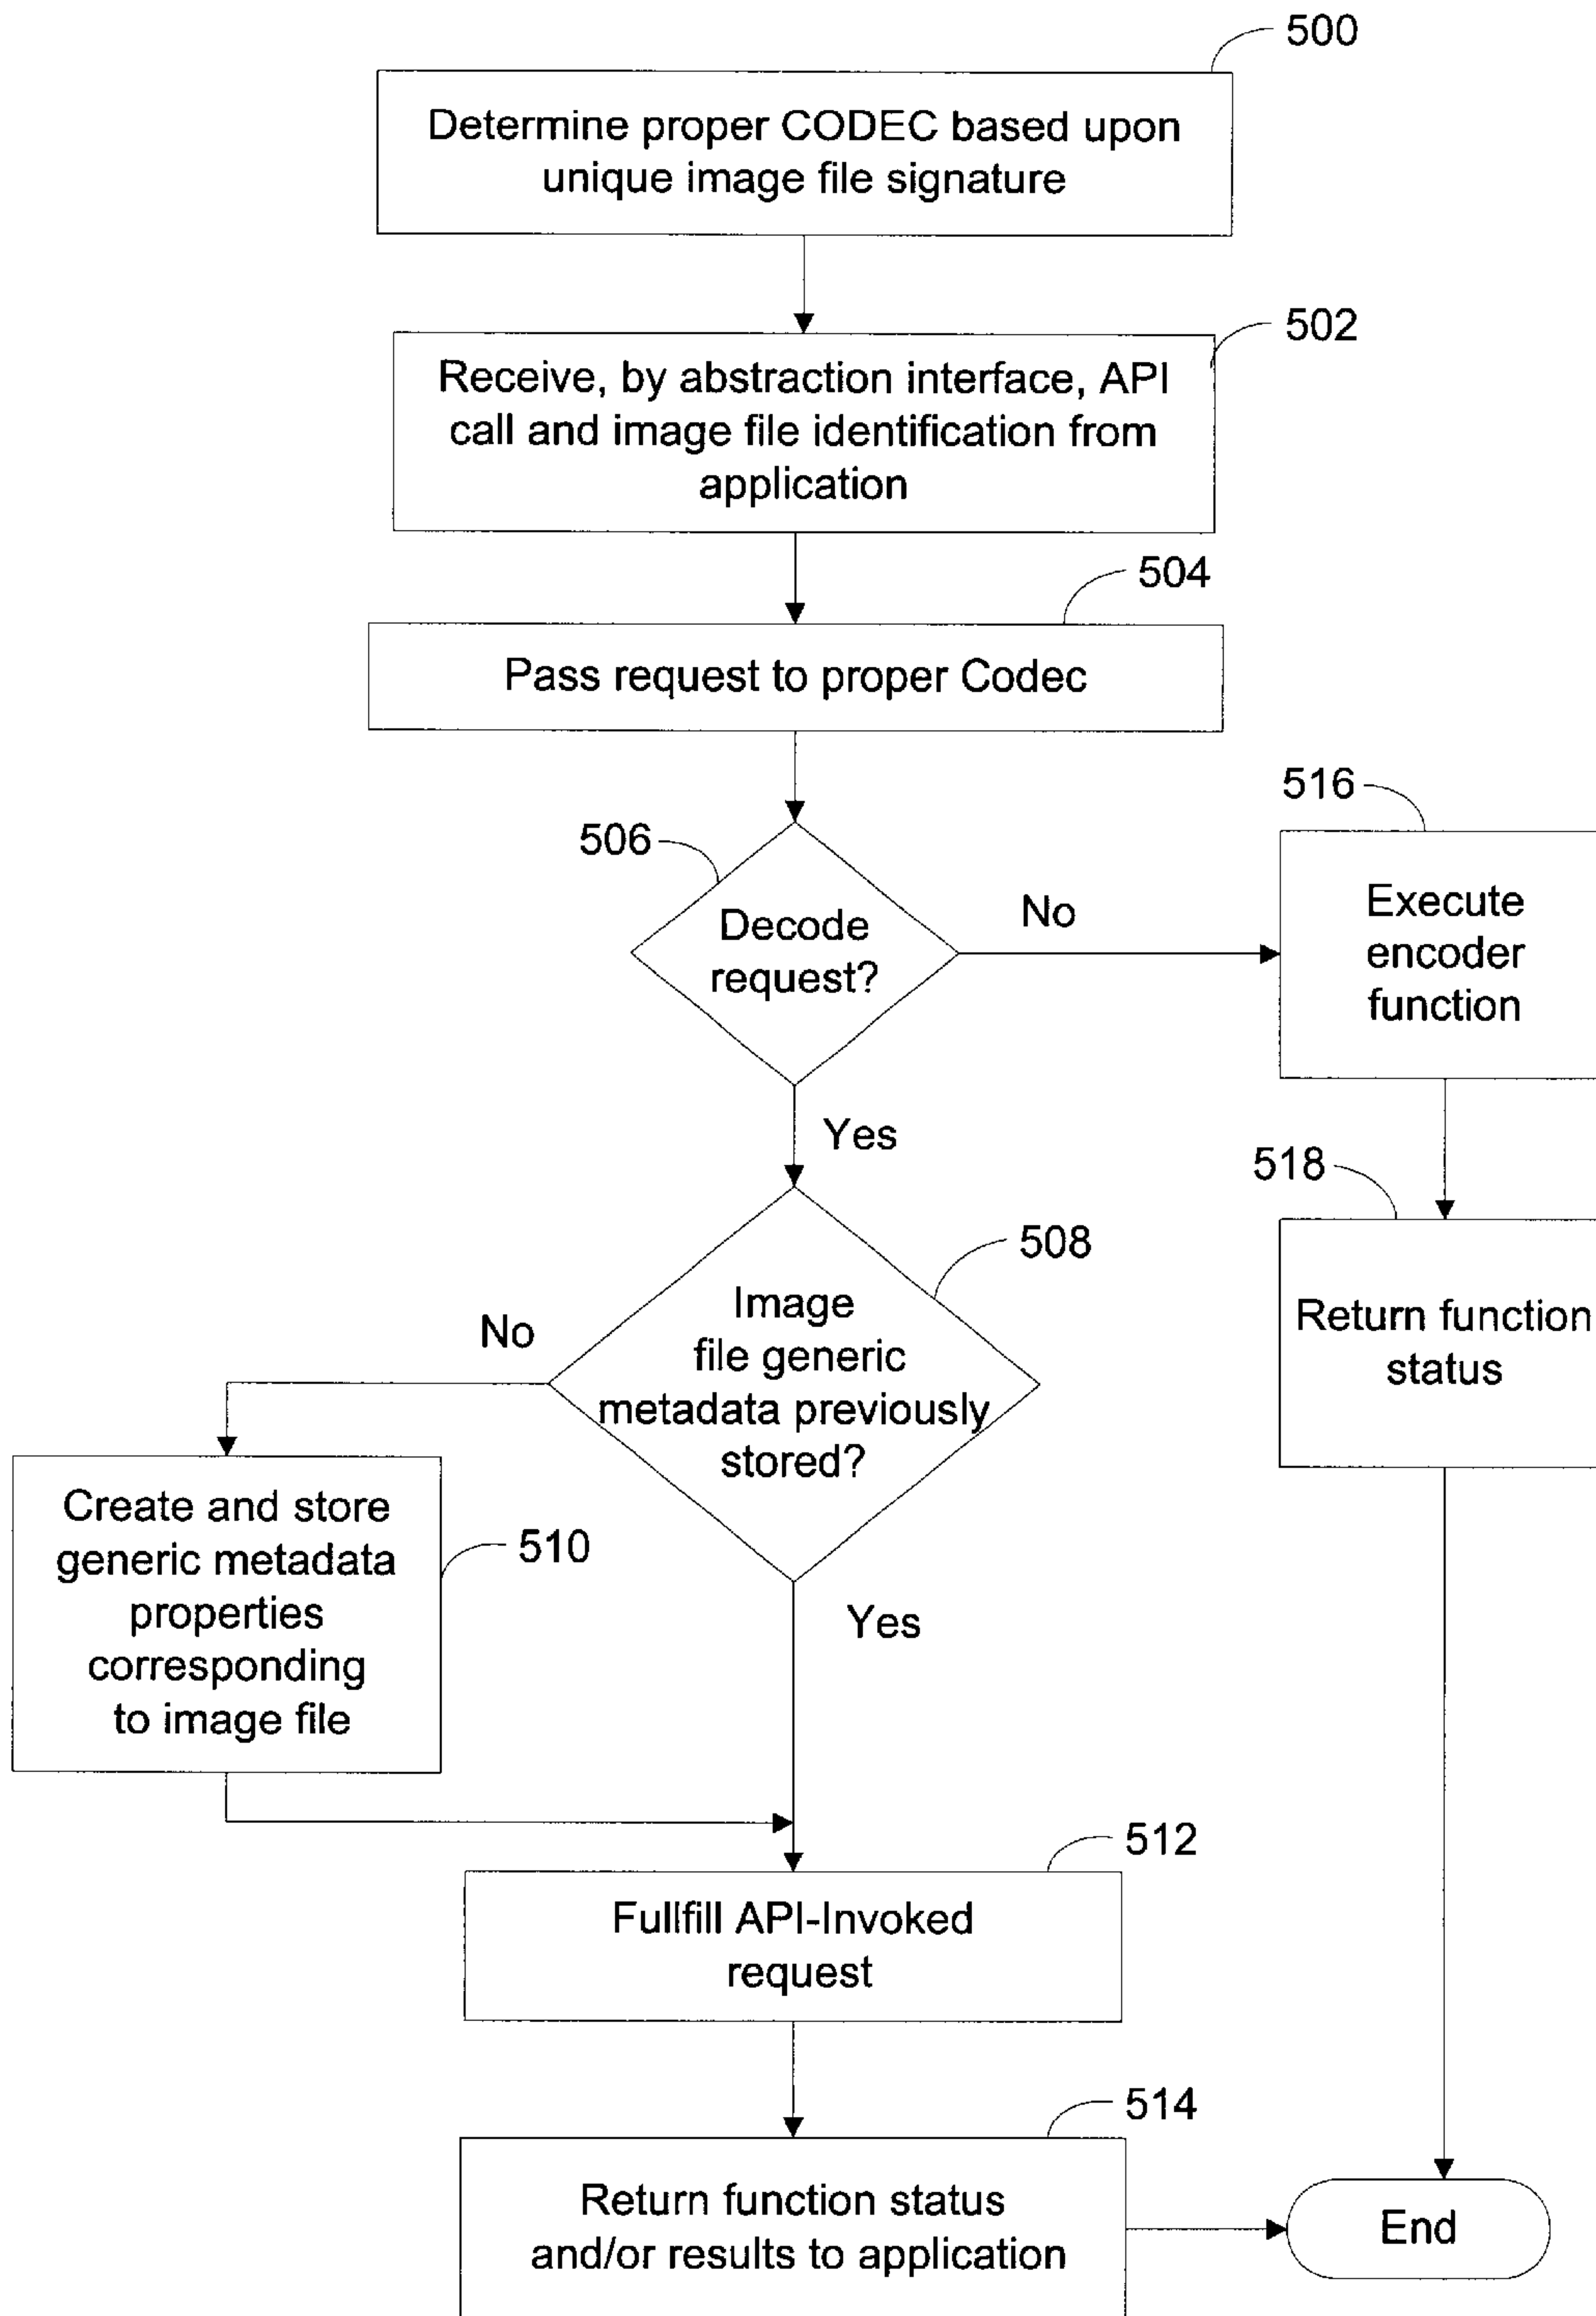 500
Determine proper CODEC based upon
unique image file signature
502
Receive, by abstraction interface, API
call and image file identification from
application
504
Pass request to proper Codec
506
Decode
request?
No
516
Execute
encoder
function
Yes
518
Return function
status
508
Image
file generic
metadata previously
stored?
No
510
Create and store
generic metadata
properties
corresponding
to image file
Yes
512
Fullfill API-Invoked
request
514
Return function status
and/or results to application
End